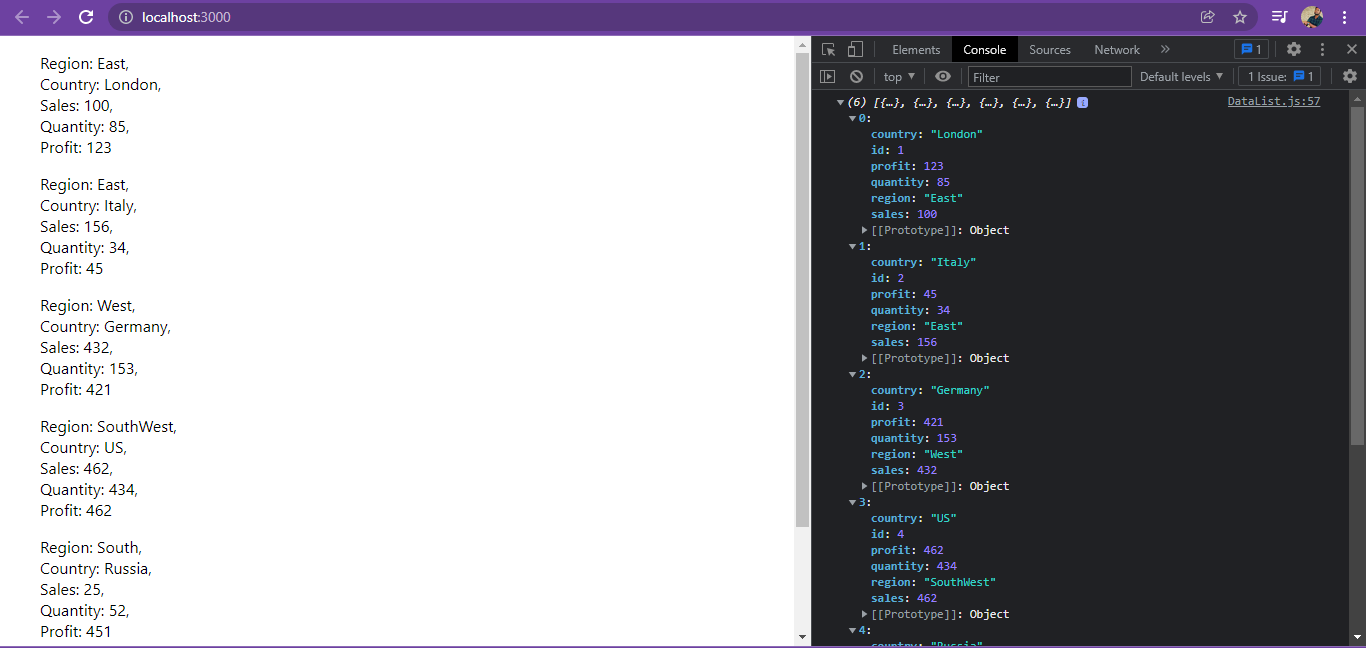 localhost:3000
Region: East,
Country: London,
Sales: 100,
Quantity: 85,
Profit: 123
Region: East,
Country: Italy,
Sales: 156,
Quantity: 34,
Profit: 45
Region: West,
Country: Germany,
Sales: 432,
Quantity: 153,
Profit: 421
Region: SouthWest,
Country: US,
Sales: 462,
Quantity: 434,
Profit: 462
Region: South,
Country: Russia,
Sales: 25,
Quantity: 52,
Profit: 451
Elements Console Sources Network » 1
top Filter Default levels 1 Issue: 1
(6) [{…}, {…}, {…}, {…}, {…}, {…}] i DataList.js:57
0:
country: "London"
id: 1
profit: 123
quantity: 85
region: "East"
sales: 100
[[Prototype]]: Object
1:
country: "Italy"
id: 2
profit: 45
quantity: 34
region: "East"
sales: 156
[[Prototype]]: Object
2:
country: "Germany"
id: 3
profit: 421
quantity: 153
region: "West"
sales: 432
[[Prototype]]: Object
3:
country: "US"
id: 4
profit: 462
quantity: 434
region: "SouthWest"
sales: 462
[[Prototype]]: Object
4:
country: "Russia"